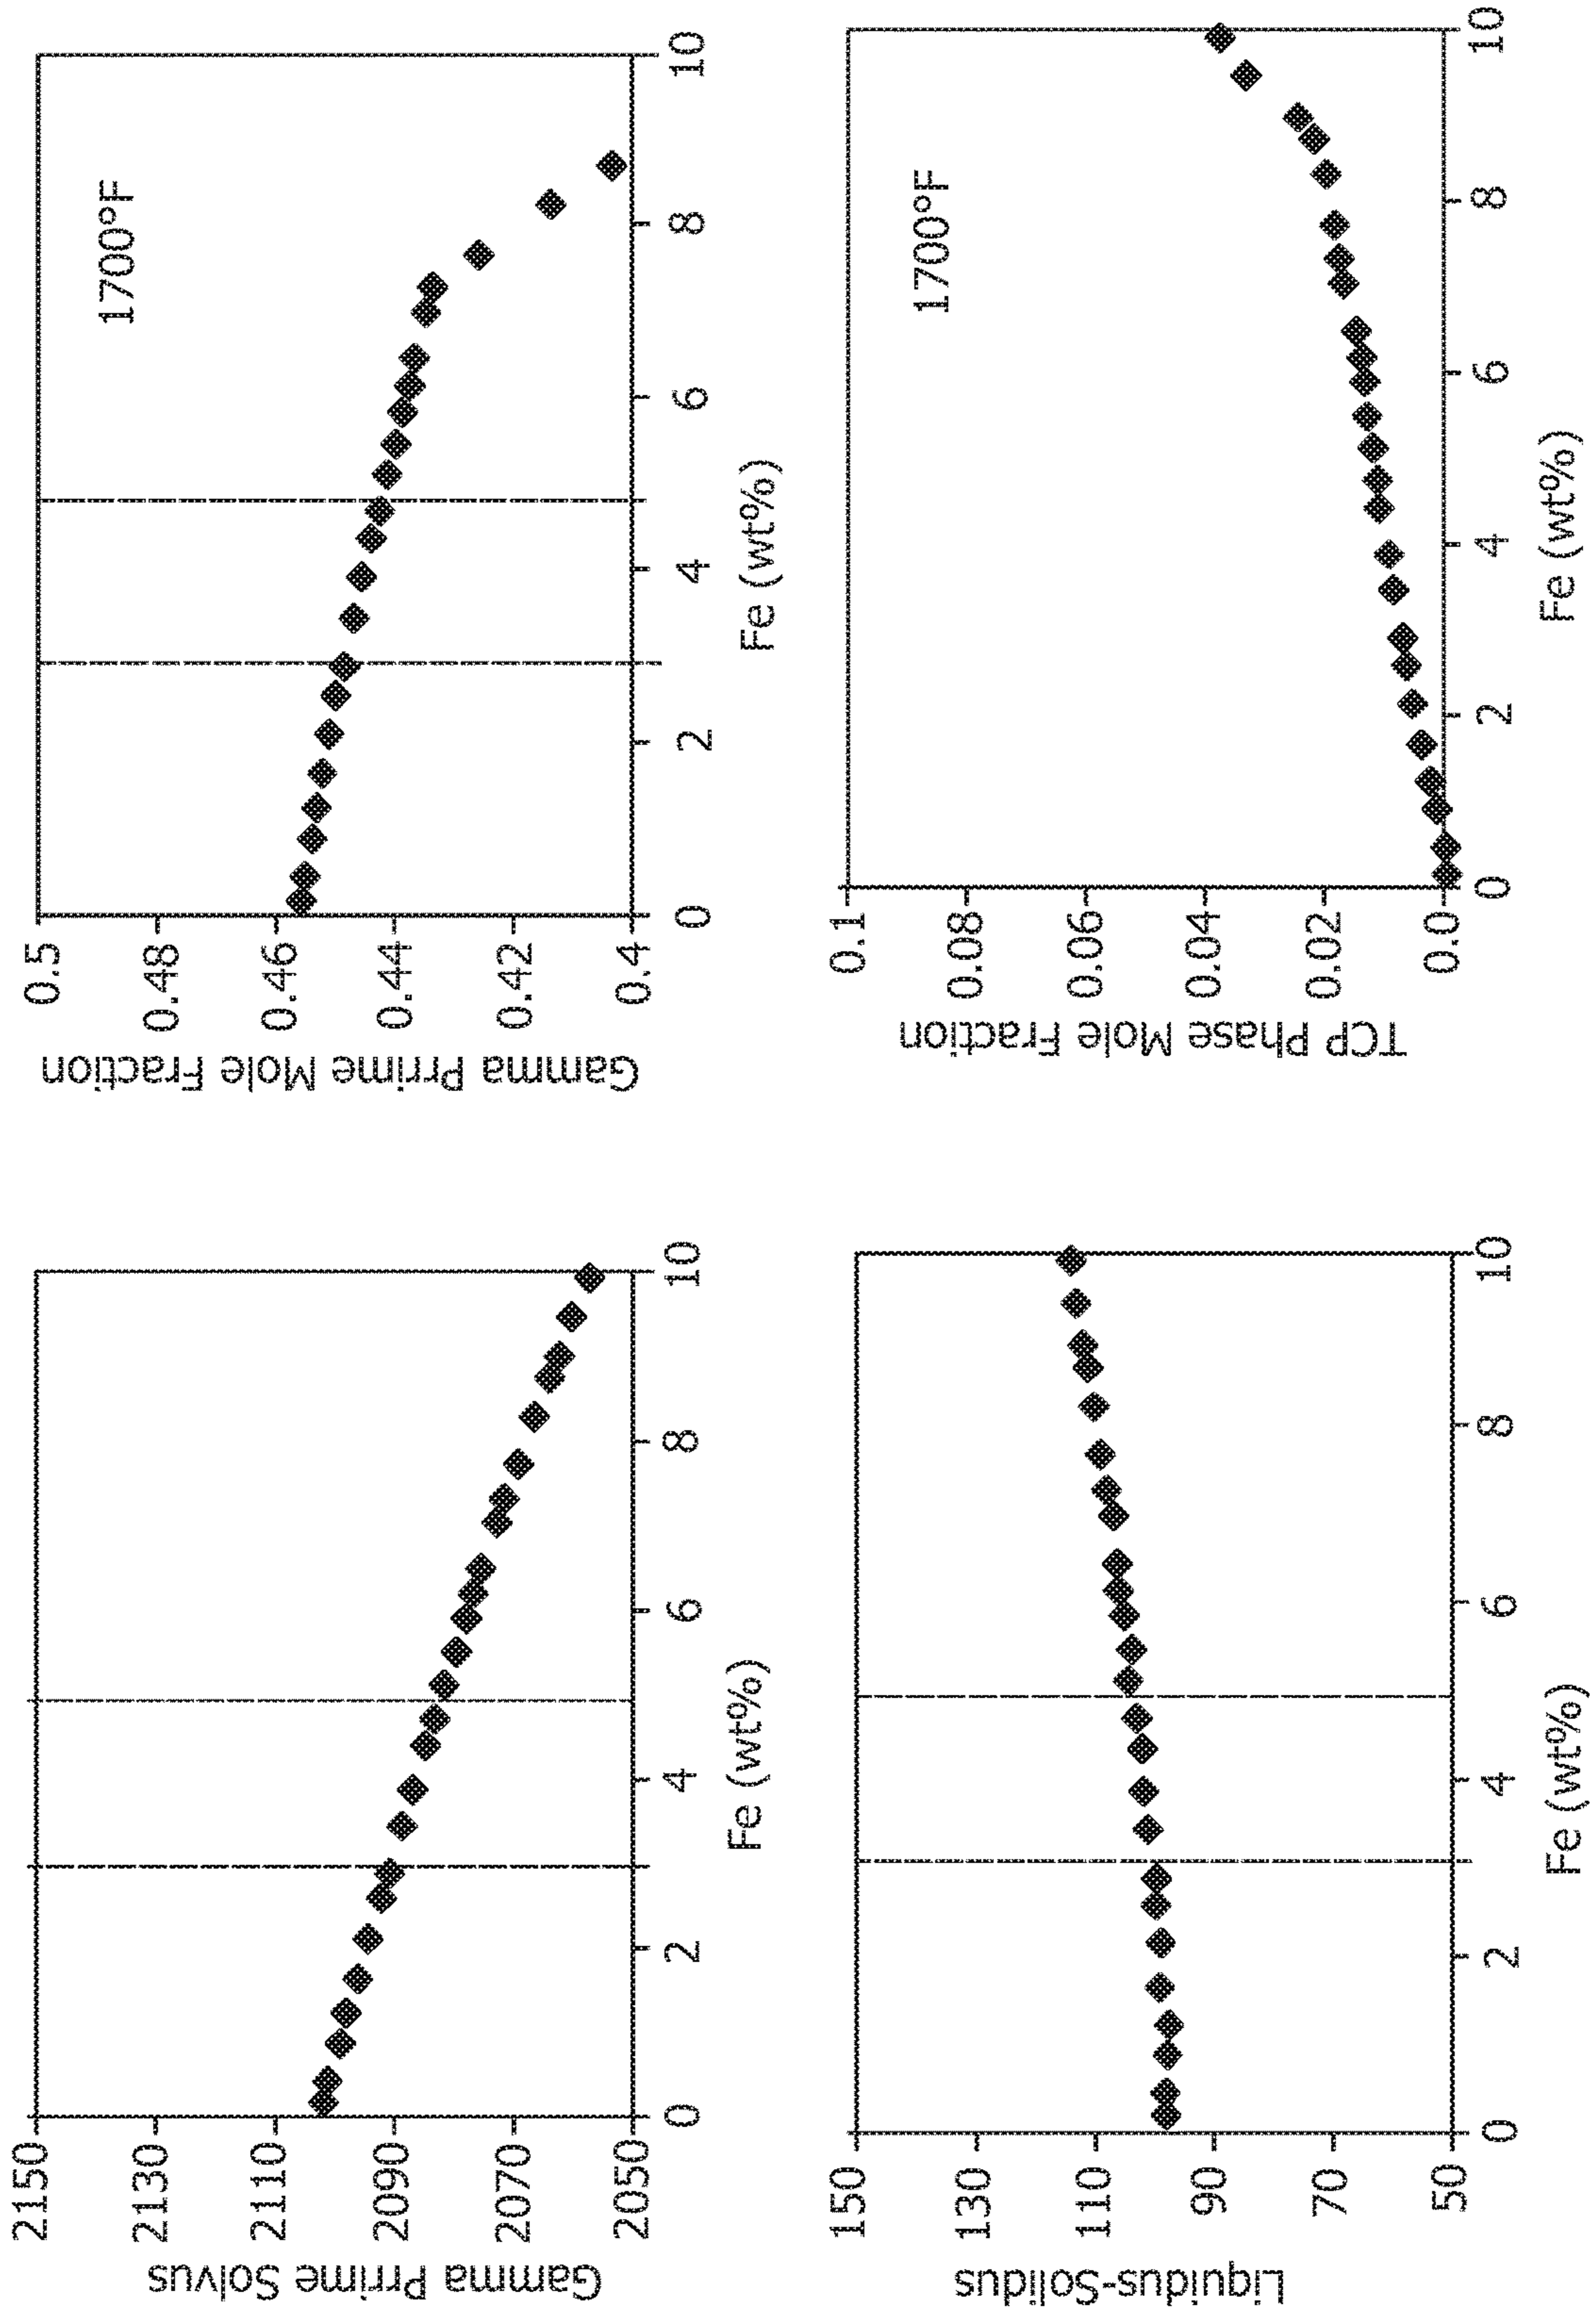 2150
2130
2110
2090
2070
2050
Gamma Prrime Solvus
0 2 4 6 8 10
Fe (wt%)
0.5
0.48
0.46
0.44
0.42
0.4
Gamma Prrime Mole Fraction
1700°F
0 2 4 6 8 10
Fe (wt%)
150
130
110
90
70
50
Liquidus-Solidus
0 2 4 6 8 10
Fe (wt%)
0.1
0.08
0.06
0.04
0.02
0.0
TCP Phase Mole Fraction
1700°F
0 2 4 6 8 10
Fe (wt%)